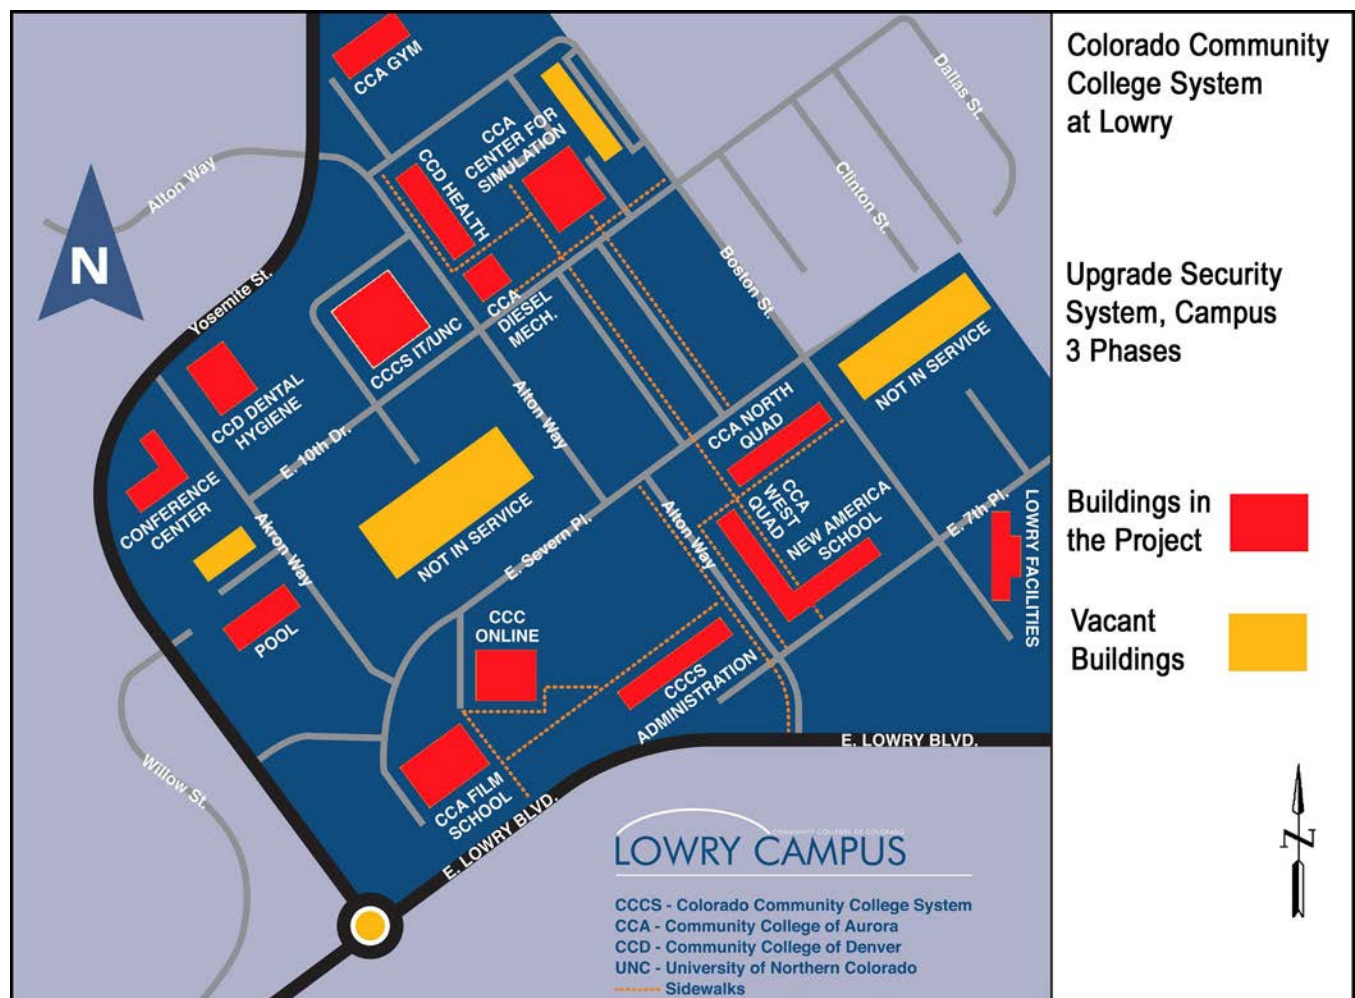 CCA GYM
Alton Way
CCD HEALTH
CCA
CENTER FOR
SIMULATION
Dallas St.
Clinton St.
Boston St.
N
Yosemite St.
CCCS IT/UNC
CCA
DIESEL
MECH.
CCD DENTAL
HYGIENE
E. 10th Dr.
Alton Way
NOT IN SERVICE
CCA NORTH
QUAD
CONFERENCE
CENTER
Akron Way
NOT IN SERVICE
E. Severn Pl.
Alton Way
CCA
WEST
QUAD
NEW AMERICA
SCHOOL
E. 7th Pl.
LOWRY FACILITIES
POOL
CCC
ONLINE
CCCS
ADMINISTRATION
E. LOWRY BLVD.
Willow St.
CCA FILM
SCHOOL
E. LOWRY BLVD.
COMMUNITY COLLEGES OF COLORADO
LOWRY CAMPUS
CCCS - Colorado Community College System
CCA - Community College of Aurora
CCD - Community College of Denver
UNC - University of Northern Colorado
Sidewalks
Colorado Community
College System
at Lowry
Upgrade Security
System, Campus
3 Phases
Buildings in
the Project
Vacant
Buildings
N